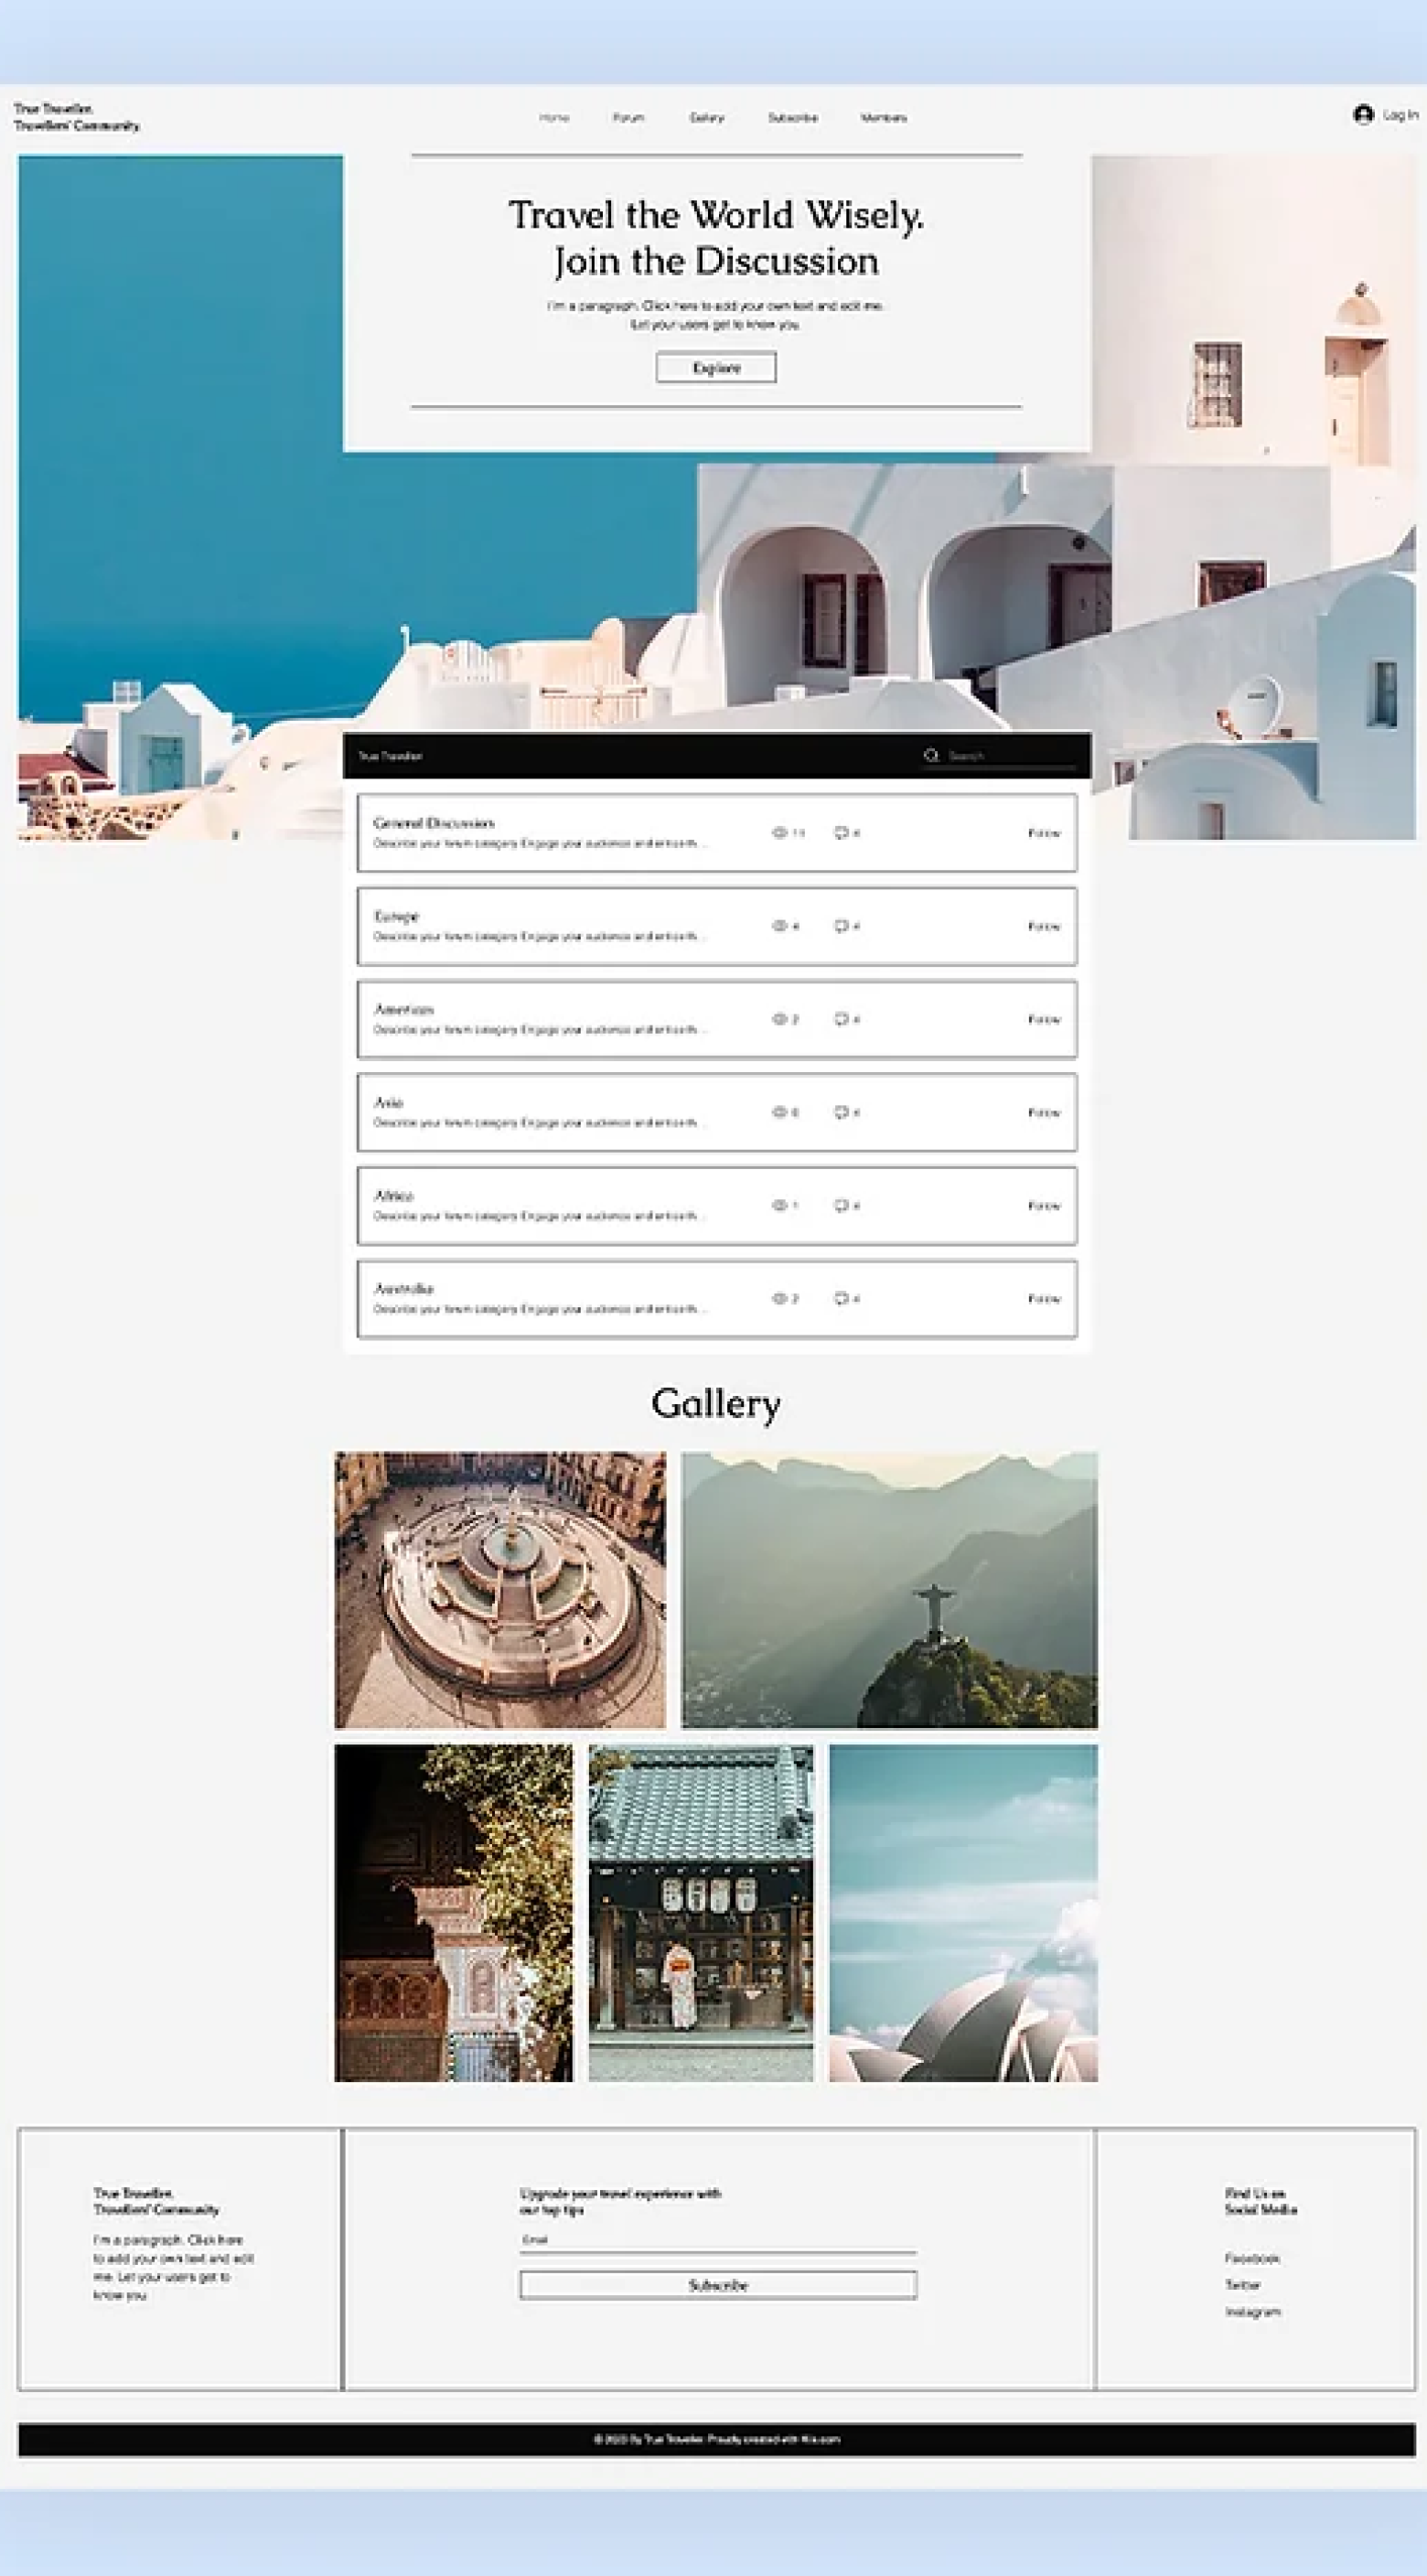 True Traveller.
Travellers' Community.
Home
Forum
Gallery
Subscribe
Members
Log In
Travel the World Wisely.
Join the Discussion
I'm a paragraph. Click here to add your own text and edit me.
Let your users get to know you.
Explore
True Traveller
Search
General Discussion
Describe your forum category. Engage your audience and entice th...
11
Follow
Europe
Describe your forum category. Engage your audience and entice th...
4
Follow
Americas
Describe your forum category. Engage your audience and entice th...
2
Follow
Asia
Describe your forum category. Engage your audience and entice th...
Follow
Africa
Describe your forum category. Engage your audience and entice th...
1
Follow
Australia
Describe your forum category. Engage your audience and entice th...
2
Follow
Gallery
True Traveller.
Travellers' Community
I'm a paragraph. Click here
to add your own text and edit
me. Let your users get to
know you.
Upgrade your travel experience with
our top tips
Email
Subscribe
Find Us on
Social Media
Facebook
Twitter
Instagram
By True Traveller. Proudly created with Wix.com